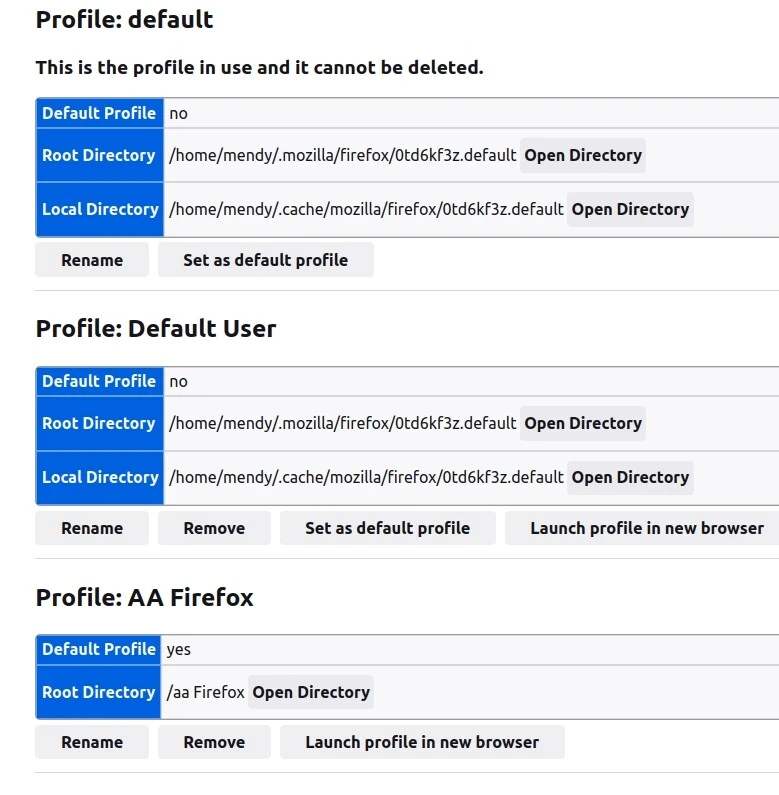 Profile: default
This is the profile in use and it cannot be deleted.
Default Profile no
Root Directory /home/mendy/.mozilla/firefox/0td6kf3z.default Open Directory
Local Directory /home/mendy/.cache/mozilla/firefox/0td6kf3z.default Open Directory
Rename Set as default profile
Profile: Default User
Default Profile no
Root Directory /home/mendy/.mozilla/firefox/0td6kf3z.default Open Directory
Local Directory /home/mendy/.cache/mozilla/firefox/0td6kf3z.default Open Directory
Rename Remove Set as default profile Launch profile in new browser
Profile: AA Firefox
Default Profile yes
Root Directory /aa Firefox Open Directory
Rename Remove Launch profile in new browser